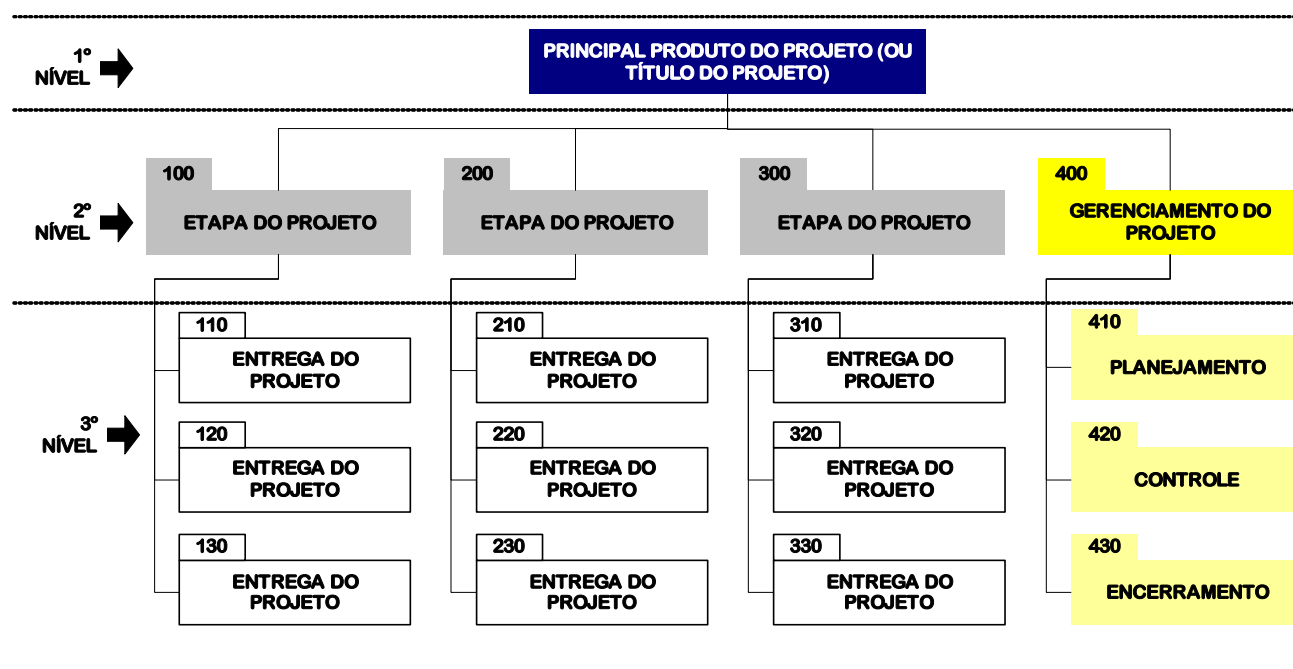 1º
NÍVEL
PRINCIPAL PRODUTO DO PROJETO (OU
TÍTULO DO PROJETO)
2º
NÍVEL
100
ETAPA DO PROJETO
200
ETAPA DO PROJETO
300
ETAPA DO PROJETO
400
GERENCIAMENTO DO
PROJETO
3º
NÍVEL
110
ENTREGA DO
PROJETO
120
ENTREGA DO
PROJETO
130
ENTREGA DO
PROJETO
210
ENTREGA DO
PROJETO
220
ENTREGA DO
PROJETO
230
ENTREGA DO
PROJETO
310
ENTREGA DO
PROJETO
320
ENTREGA DO
PROJETO
330
ENTREGA DO
PROJETO
410
PLANEJAMENTO
420
CONTROLE
430
ENCERRAMENTO